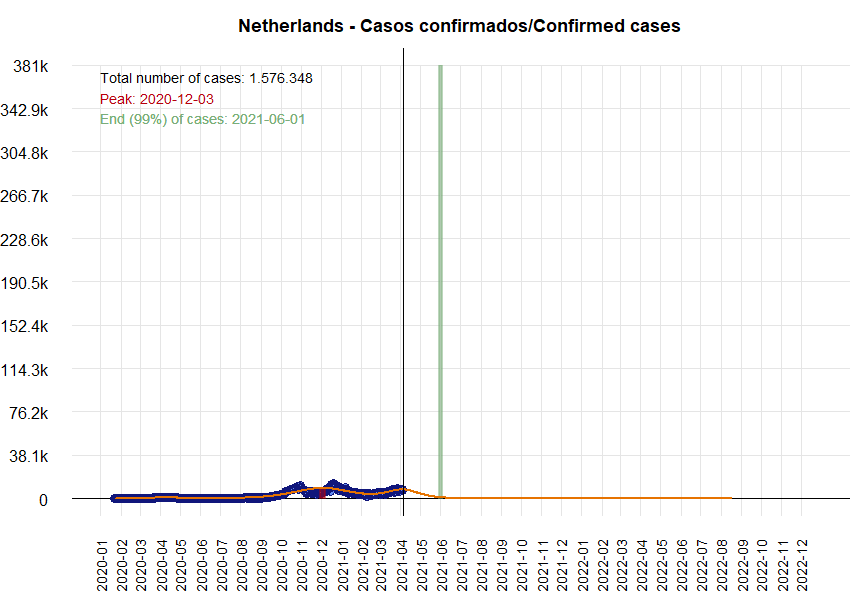 Netherlands - Casos confirmados/Confirmed cases
381k
Total number of cases: 1.576.348
Peak: 2020-12-03
342.9k
End (99%) of cases: 2021-06-01
304.8k
266.7k
228.6k
190.5k
152.4k
114.3k
76.2k
38.1k
0
2020-01
2020-02
2020-03
2020-04
2020-05
2020-06
2020-07
2020-08
2020-09
2020-10
2020-11
2020-12
2021-01
2021-02
2021-03
2021-04
2021-05
2021-06
2021-07
2021-08
2021-09
2021-10
2021-11
2021-12
2022-01
2022-02
2022-03
2022-04
2022-05
2022-06
2022-07
2022-08
2022-09
2022-10
2022-11
2022-12